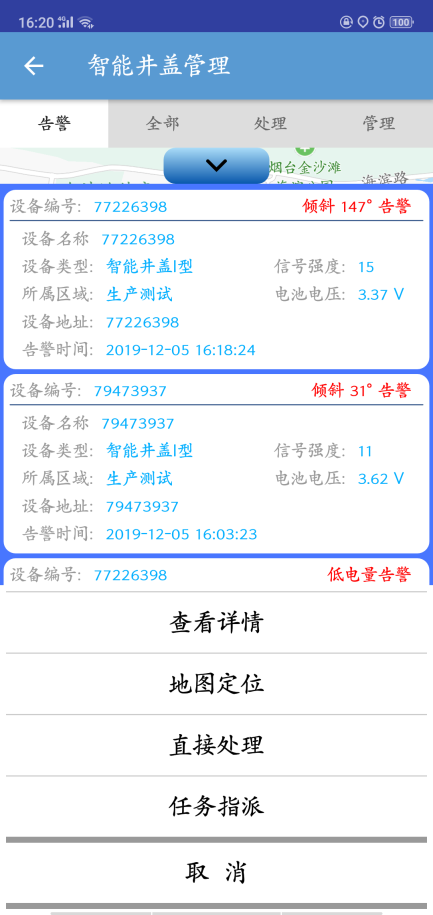 16:20 4G 100
智能井盖管理
告警 全部 处理 管理
烟台金沙滩
海滨路
设备编号: 77226398 倾斜 147° 告警
设备名称 77226398
设备类型: 智能井盖I型 信号强度: 15
所属区域: 生产测试 电池电压: 3.37 V
设备地址: 77226398
告警时间: 2019-12-05 16:18:24
设备编号: 79473937 倾斜 31° 告警
设备名称 79473937
设备类型: 智能井盖I型 信号强度: 11
所属区域: 生产测试 电池电压: 3.62 V
设备地址: 79473937
告警时间: 2019-12-05 16:03:23
设备编号: 77226398 低电量告警
查看详情
地图定位
直接处理
任务指派
取 消